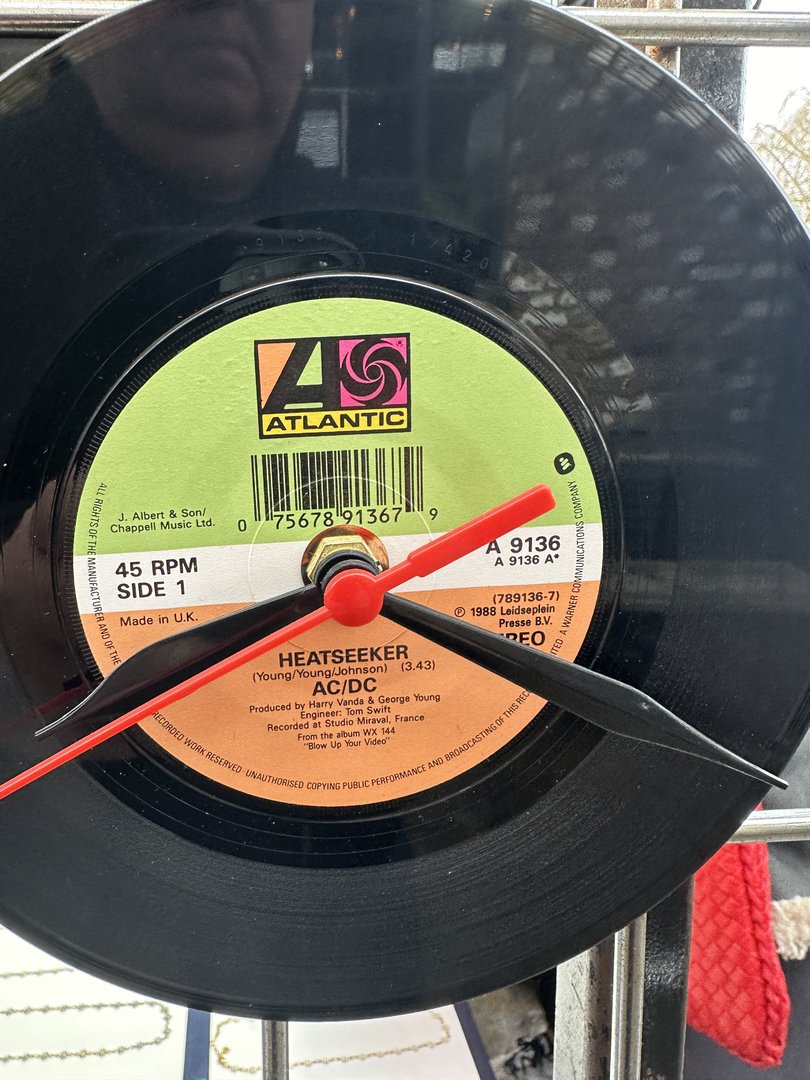 ATLANTIC
0 75678 91367 9
J. Albert & Son/
Chappell Music Ltd.
45 RPM
SIDE 1
A 9136
A 9136 A*
Made in U.K.
(789136-7)
℗ 1988 Leidseplein
Presse B.V.
REO
HEATSEEKER
(Young/Young/Johnson) (3.43)
AC/DC
Produced by Harry Vanda & George Young
Engineer: Tom Swift
Recorded at Studio Miraval, France
From the album WX 144
"Blow Up Your Video"
ALL RIGHTS OF THE MANUFACTURER AND OF THE
RECORDED WORK RESERVED · UNAUTHORISED COPYING PUBLIC PERFORMANCE AND BROADCASTING OF THIS REC
TED A WARNER COMMUNICATIONS COMPANY